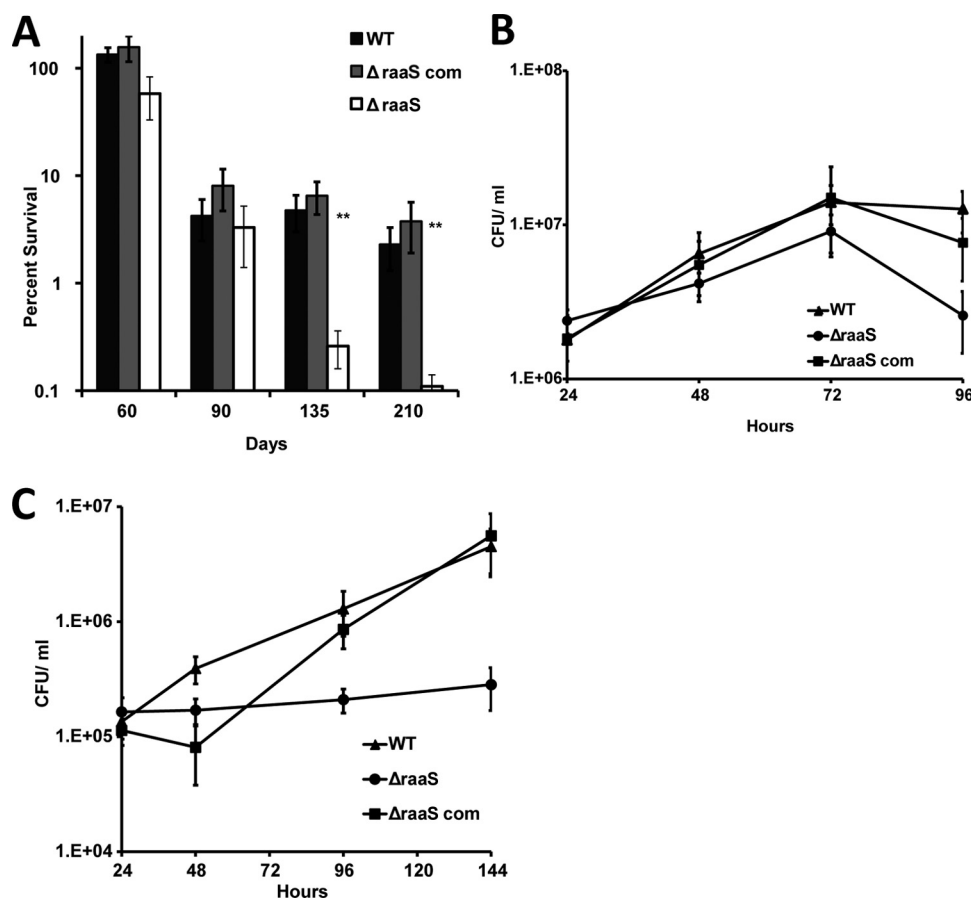 A
WT
Δ raaS com
Δ raaS
Percent Survival
100
10
1
0.1
**
**
60 90 135 210
Days
B
CFU/ ml
1.E+08
1.E+07
1.E+06
WT
ΔraaS
ΔraaS com
24 48 72 96
Hours
C
CFU/ ml
1.E+07
1.E+06
1.E+05
1.E+04
WT
ΔraaS
ΔraaS com
24 48 72 96 120 144
Hours